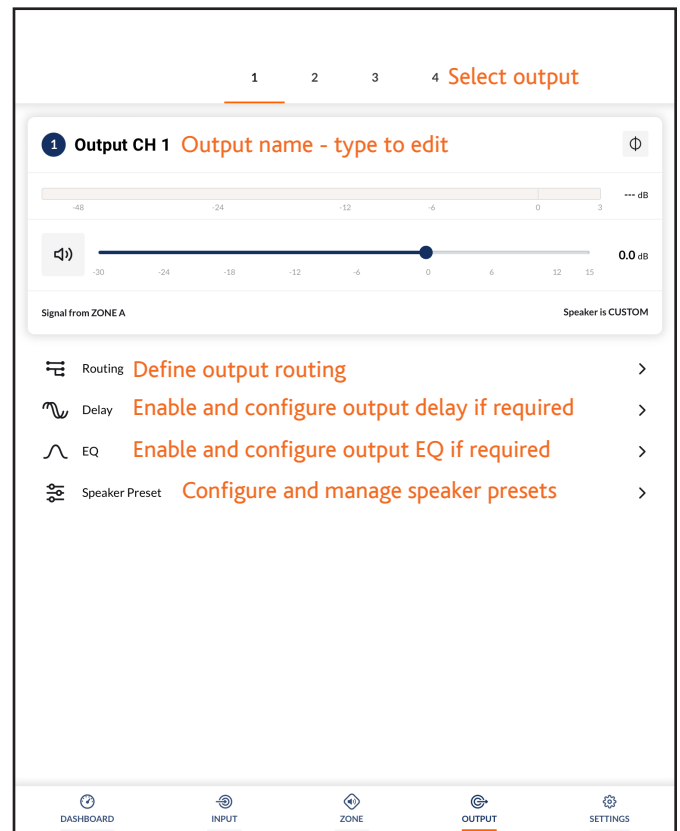 1 2 3 4 Select output
1 Output CH 1 Output name - type to edit
--- dB
-48 -24 -12 -6 0 3
0.0 dB
-30 -24 -18 -12 -6 0 6 12 15
Signal from ZONE A Speaker is CUSTOM
Routing Define output routing
Delay Enable and configure output delay if required
EQ Enable and configure output EQ if required
Speaker Preset Configure and manage speaker presets
DASHBOARD INPUT ZONE OUTPUT SETTINGS